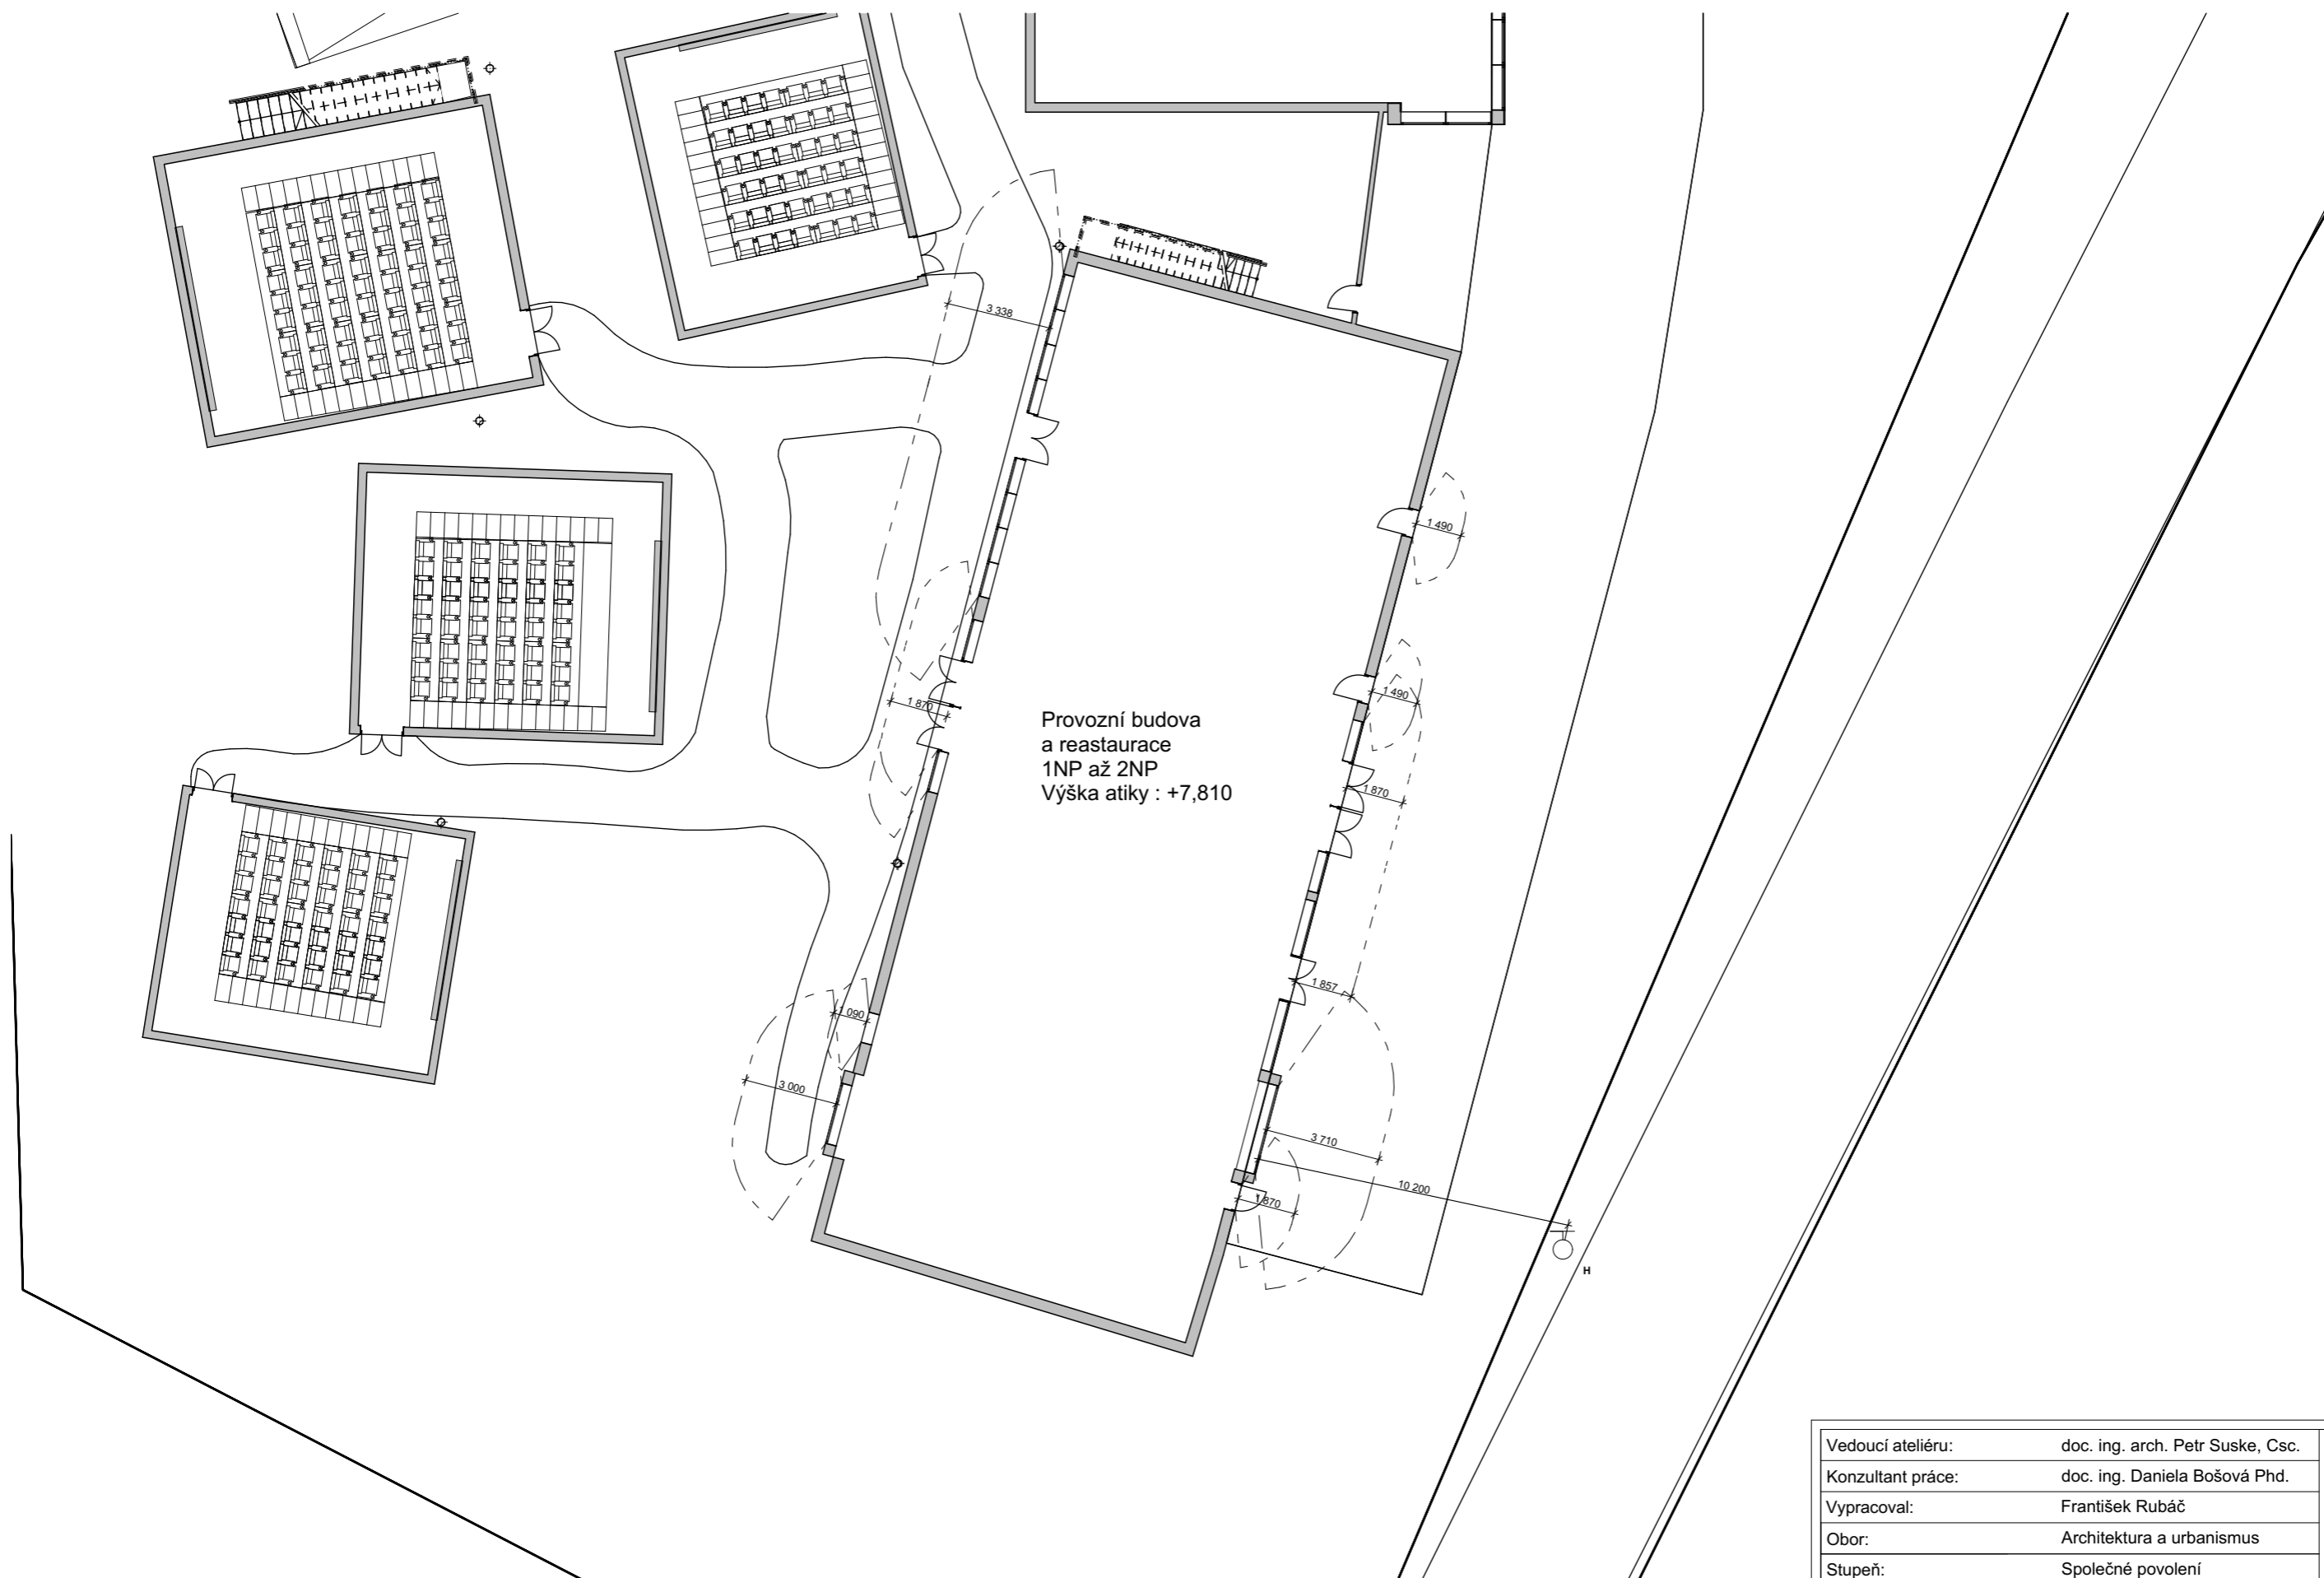 3 338
1 490
1 490
1 870
Provozní budova
a reastaurace
1NP až 2NP
Výška atiky : +7,810
1 870
1 857
1 090
3 000
3 710
10 200
1 870
H
Vedoucí ateliéru: doc. ing. arch. Petr Suske, Csc.
Konzultant práce: doc. ing. Daniela Bošová Phd.
Vypracoval: František Rubáč
Obor: Architektura a urbanismus
Stupeň: Společné povolení